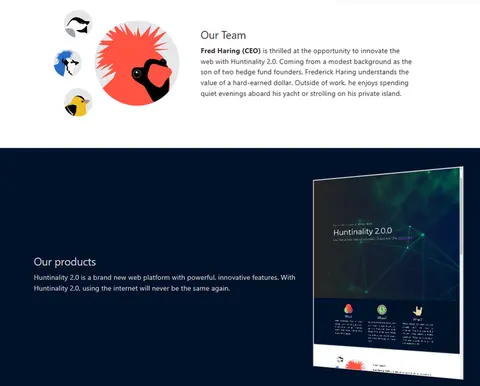 Our Team
Fred Haring (CEO) is thrilled at the opportunity to innovate the
web with Huntinality 2.0. Coming from a modest background as the
son of two hedge fund founders. Frederick Haring understands the
value of a hard-earned dollar. Outside of work. he enjoys spending
quiet evenings aboard his yacht or strolling on his private island.
Our products
Huntinality 2.0 is a brand new web platform with powerful. innovative features. With
Huntinality 2.0, using the internet will never be the same again.
Huntinality 2.0.0